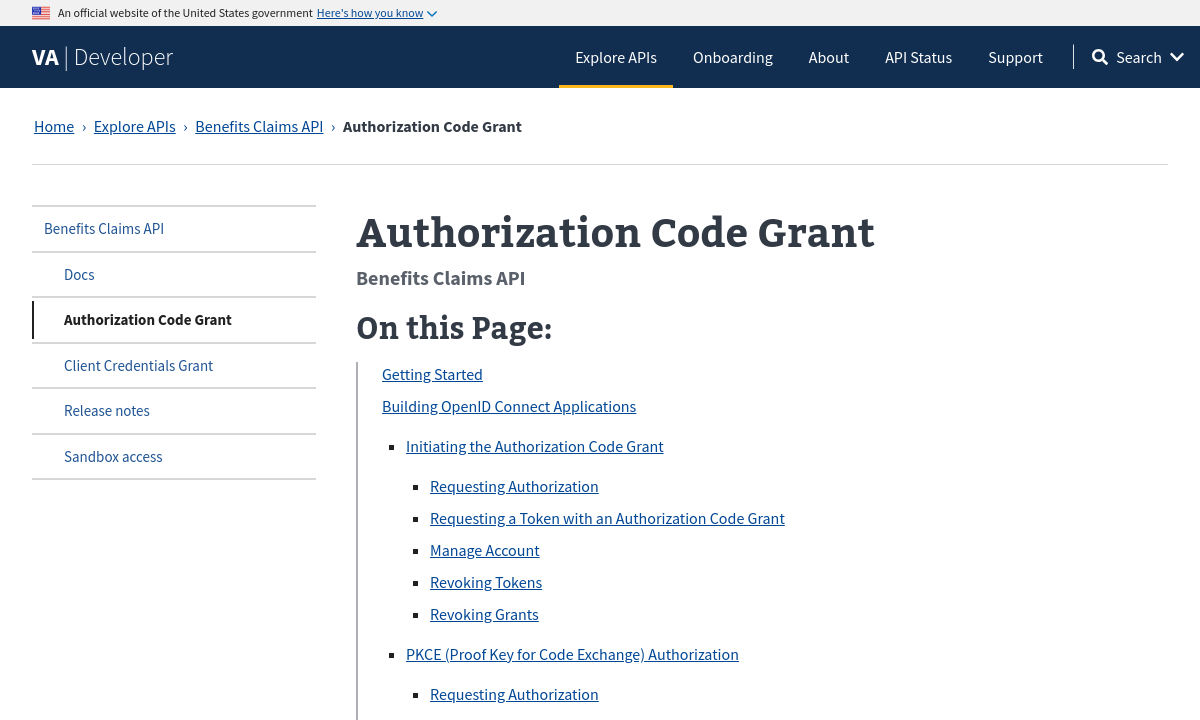 An official website of the United States government Here's how you know
VA | Developer
Explore APIs Onboarding About API Status Support Search
Home › Explore APIs › Benefits Claims API › Authorization Code Grant
Benefits Claims API
Docs
Authorization Code Grant
Client Credentials Grant
Release notes
Sandbox access
Authorization Code Grant
Benefits Claims API
On this Page:
Getting Started
Building OpenID Connect Applications
Initiating the Authorization Code Grant
Requesting Authorization
Requesting a Token with an Authorization Code Grant
Manage Account
Revoking Tokens
Revoking Grants
PKCE (Proof Key for Code Exchange) Authorization
Requesting Authorization